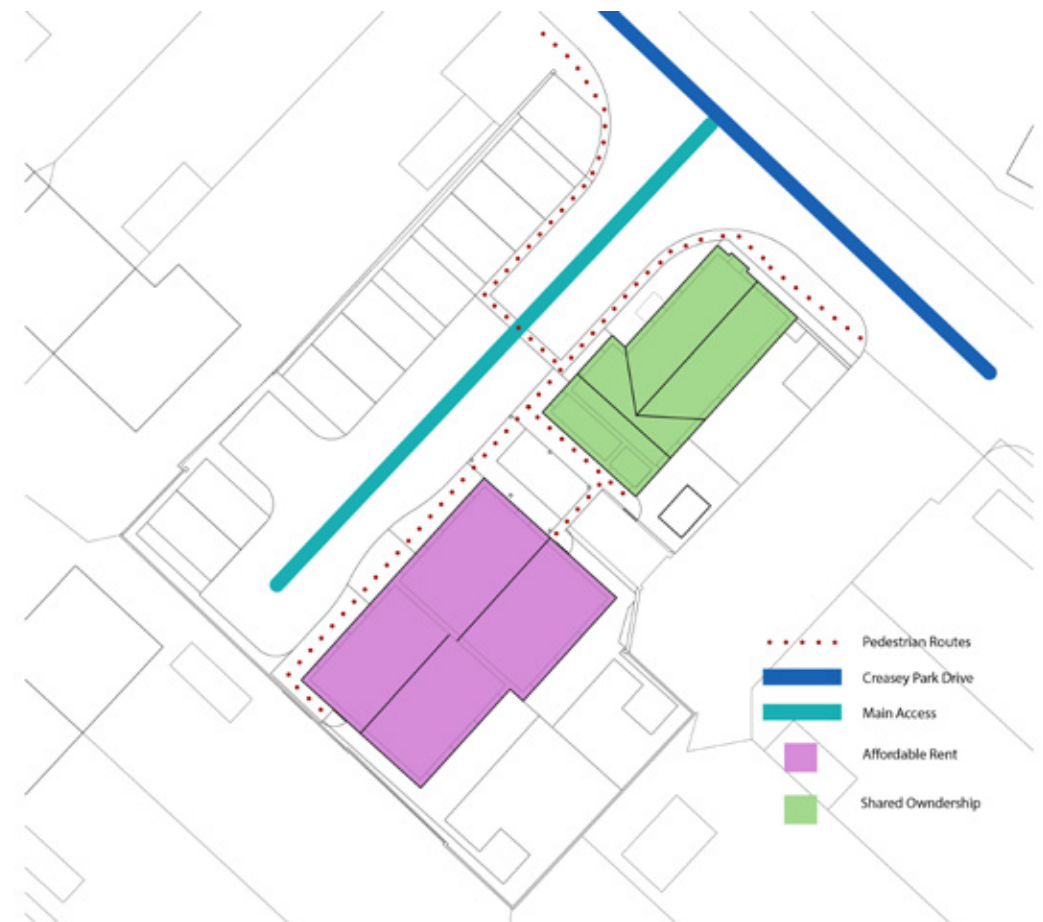 Pedestrian Routes
Creasey Park Drive
Main Access
Affordable Rent
Shared Owndership